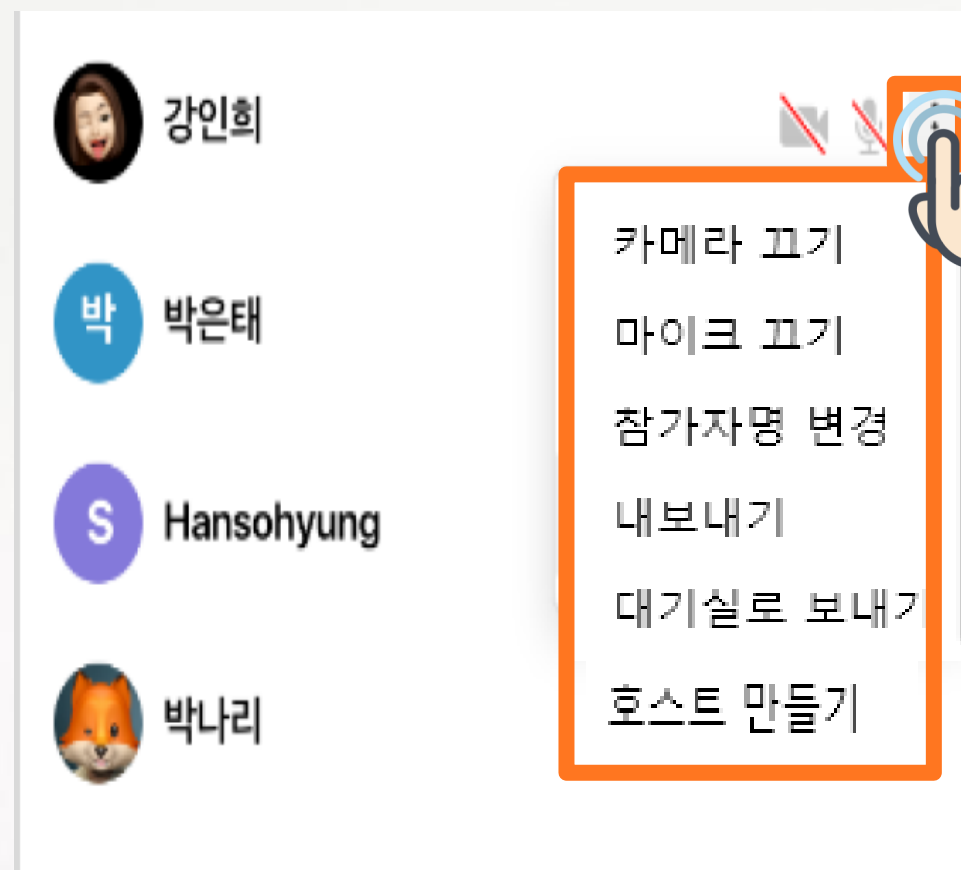 강인희
카메라 끄기
마이크 끄기
박
박은태
참가자명 변경
내보내기
S
Hansohyung
대기실로 보내기
호스트 만들기
박나리